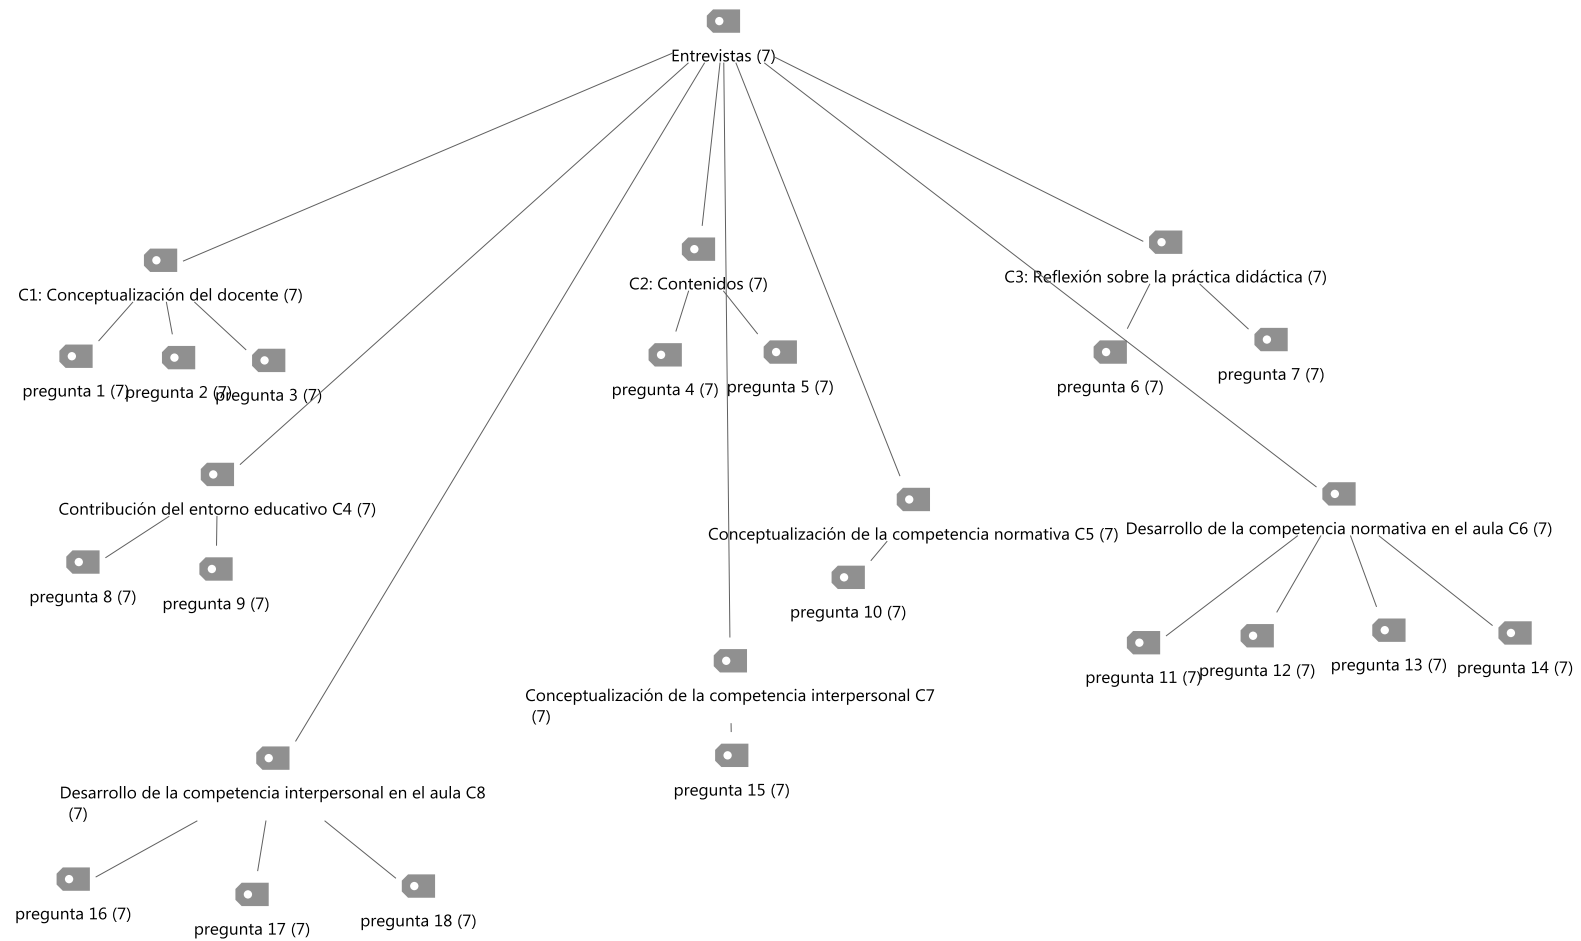 Entrevistas (7)
C1: Conceptualización del docente (7)
C2: Contenidos (7)
C3: Reflexión sobre la práctica didáctica (7)
pregunta 1 (7)
pregunta 2 (7)
pregunta 3 (7)
pregunta 4 (7)
pregunta 5 (7)
pregunta 6 (7)
pregunta 7 (7)
Contribución del entorno educativo C4 (7)
Conceptualización de la competencia normativa C5 (7)
Desarrollo de la competencia normativa en el aula C6 (7)
pregunta 8 (7)
pregunta 9 (7)
pregunta 10 (7)
pregunta 11 (7)
pregunta 12 (7)
pregunta 13 (7)
pregunta 14 (7)
Conceptualización de la competencia interpersonal C7
(7)
pregunta 15 (7)
Desarrollo de la competencia interpersonal en el aula C8
(7)
pregunta 16 (7)
pregunta 17 (7)
pregunta 18 (7)